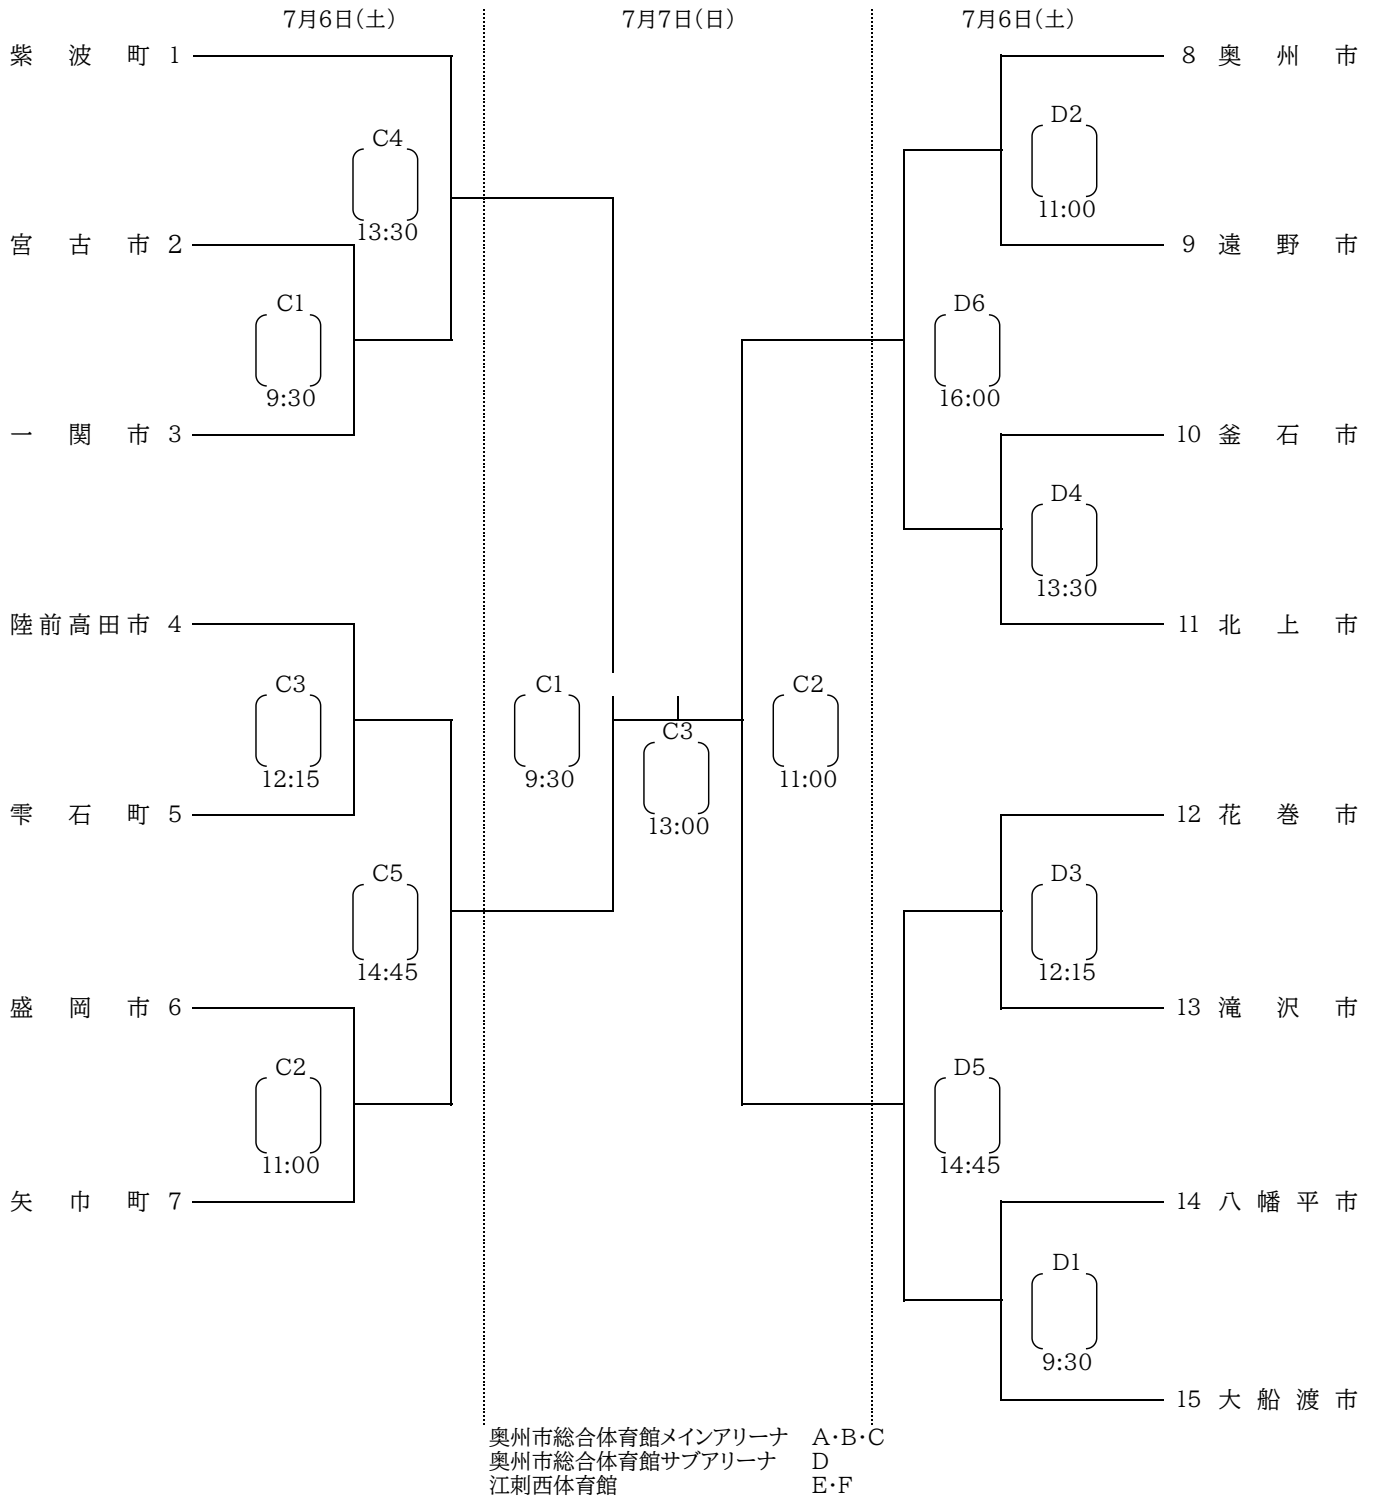 7月6日(土) 7月7日(日) 7月6日(土)
紫波町 1
8 奥州市
D2
C4
11:00
13:30
宮古市 2
9 遠野市
C1
D6
9:30
16:00
一関市 3
10 釜石市
D4
13:30
陸前高田市 4
11 北上市
C3
C1
C2
C3
12:15
9:30
11:00
雫石町 5
12 花巻市
13:00
C5
D3
14:45
12:15
盛岡市 6
13 滝沢市
C2
D5
11:00
14:45
矢巾町 7
14 八幡平市
D1
9:30
15 大船渡市
奥州市総合体育館メインアリーナ A・B・C
奥州市総合体育館サブアリーナ D
江刺西体育館 E・F